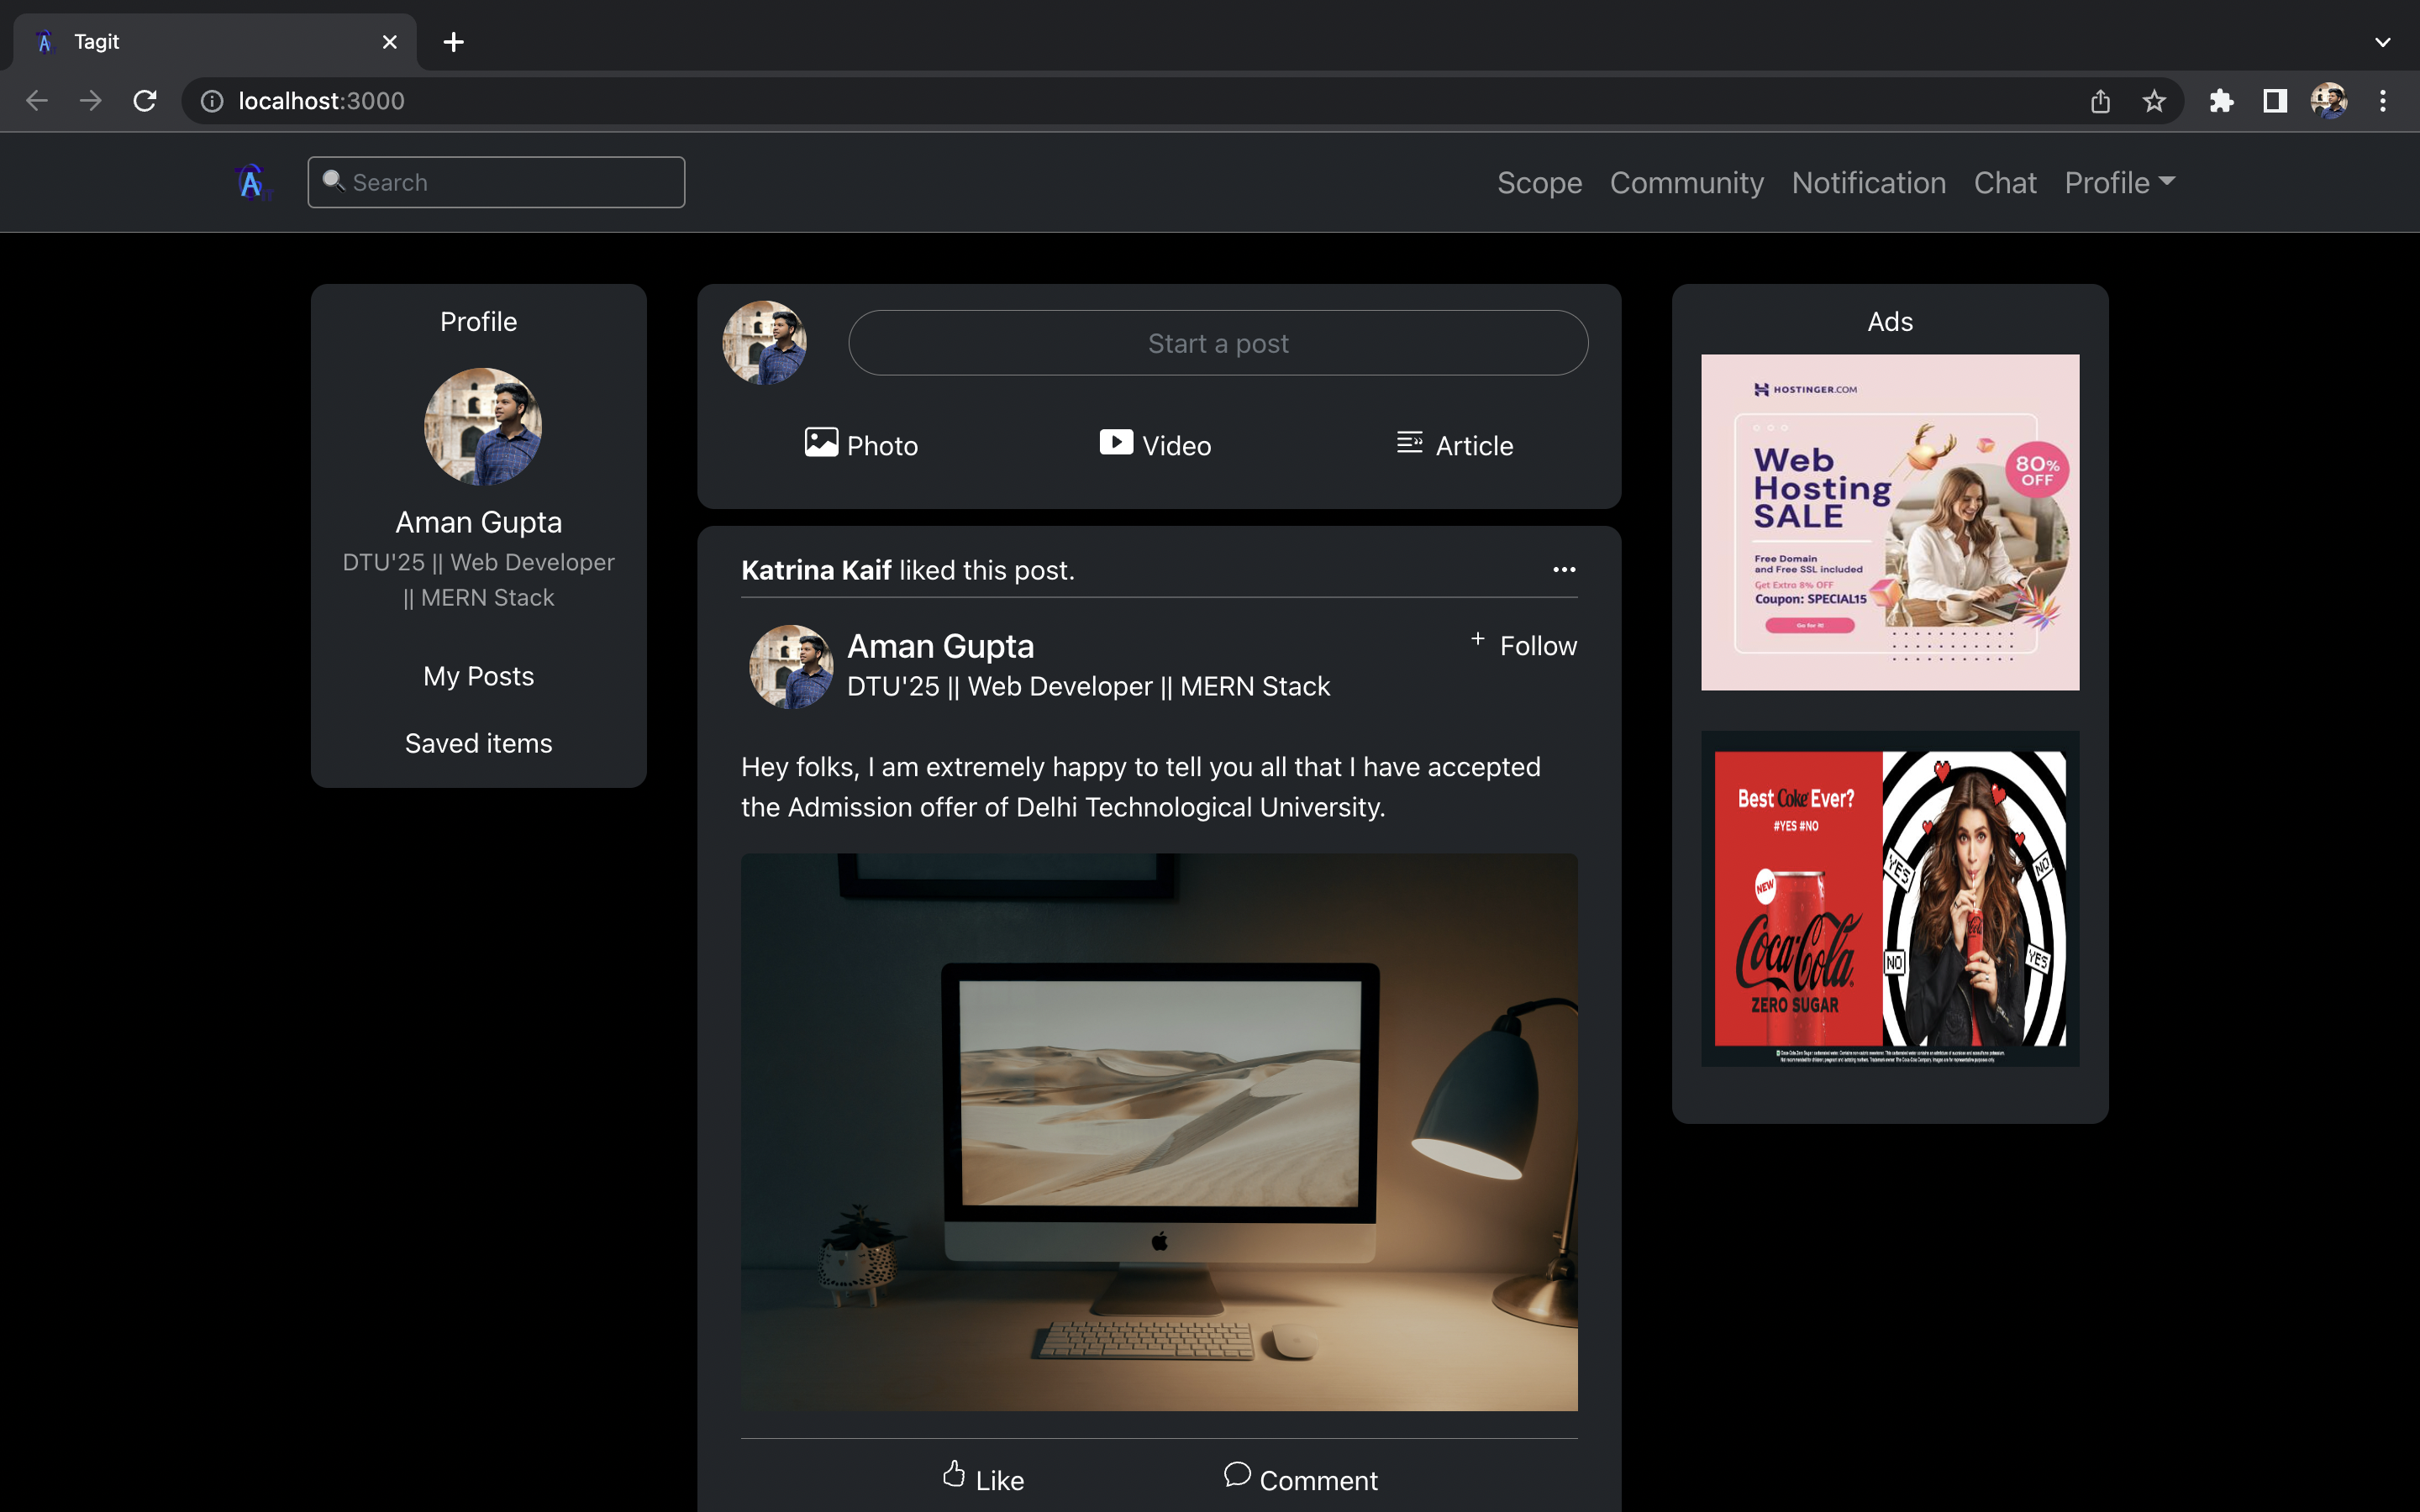 Tagit
localhost:3000
Search
Scope Community Notification Chat Profile
Profile
Aman Gupta
DTU'25 || Web Developer
|| MERN Stack
My Posts
Saved items
Start a post
Photo Video Article
Katrina Kaif liked this post.
Aman Gupta
+ Follow
DTU'25 || Web Developer || MERN Stack
Hey folks, I am extremely happy to tell you all that I have accepted
the Admission offer of Delhi Technological University.
Like Comment
Ads
HOSTINGER.COM
Web
Hosting
SALE
80%
OFF
Free Domain
and Free SSL included
Get Extra 8% OFF
Coupon: SPECIAL15
Go for it!
Best Coke Ever?
#YES #NO
NEW
Coca-Cola
ZERO SUGAR
YES
NO
NO
YES